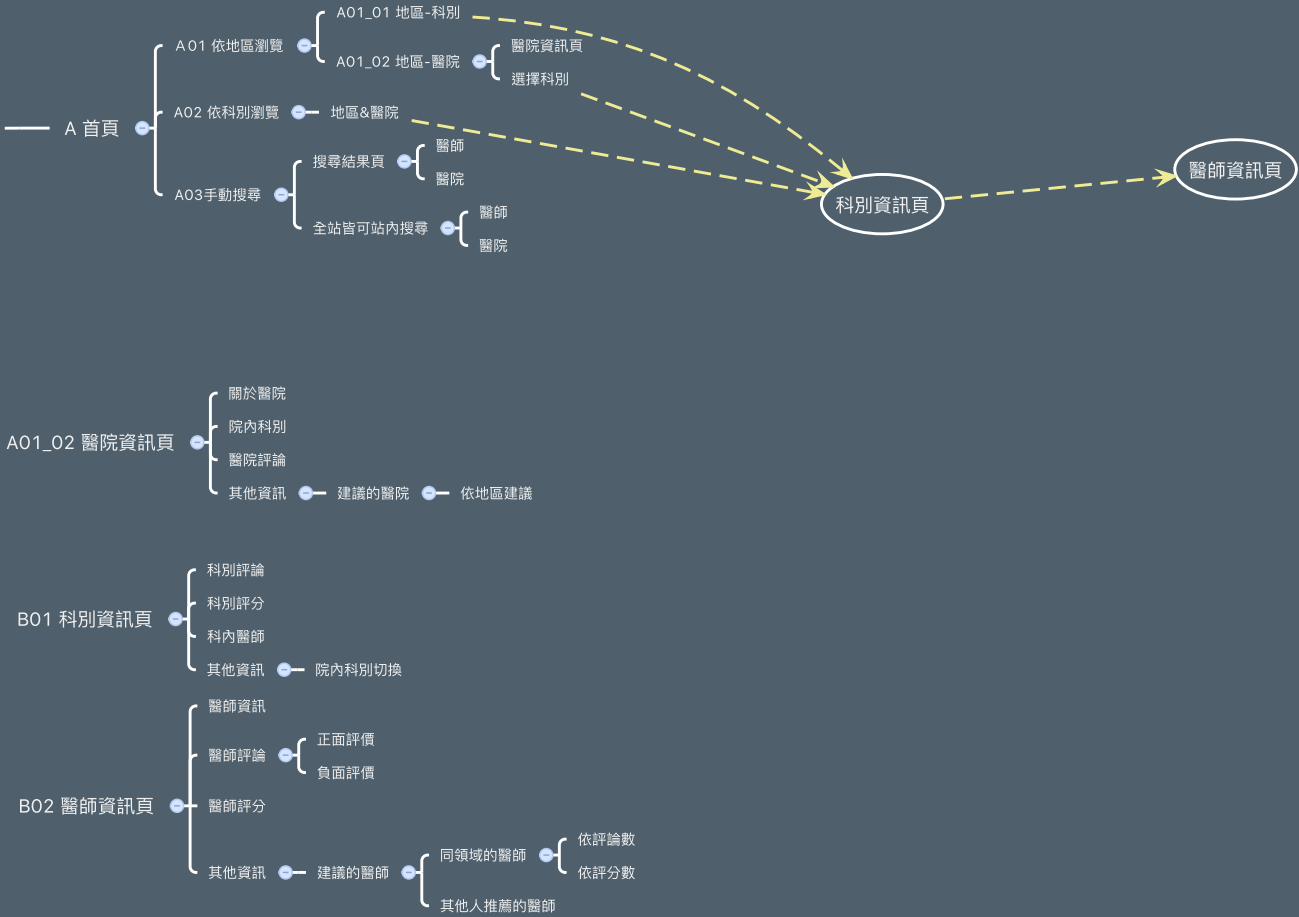 A 首頁
A01 依地區瀏覽
A01_01 地區-科別
A01_02 地區-醫院
醫院資訊頁
選擇科別
A02 依科別瀏覽
地區&醫院
A03手動搜尋
搜尋結果頁
醫師
醫院
全站皆可站內搜尋
醫師
醫院
科別資訊頁
醫師資訊頁
A01_02 醫院資訊頁
關於醫院
院內科別
醫院評論
其他資訊
建議的醫院
依地區建議
B01 科別資訊頁
科別評論
科別評分
科內醫師
其他資訊
院內科別切換
B02 醫師資訊頁
醫師資訊
醫師評論
正面評價
負面評價
醫師評分
其他資訊
建議的醫師
同領域的醫師
依評論數
依評分數
其他人推薦的醫師